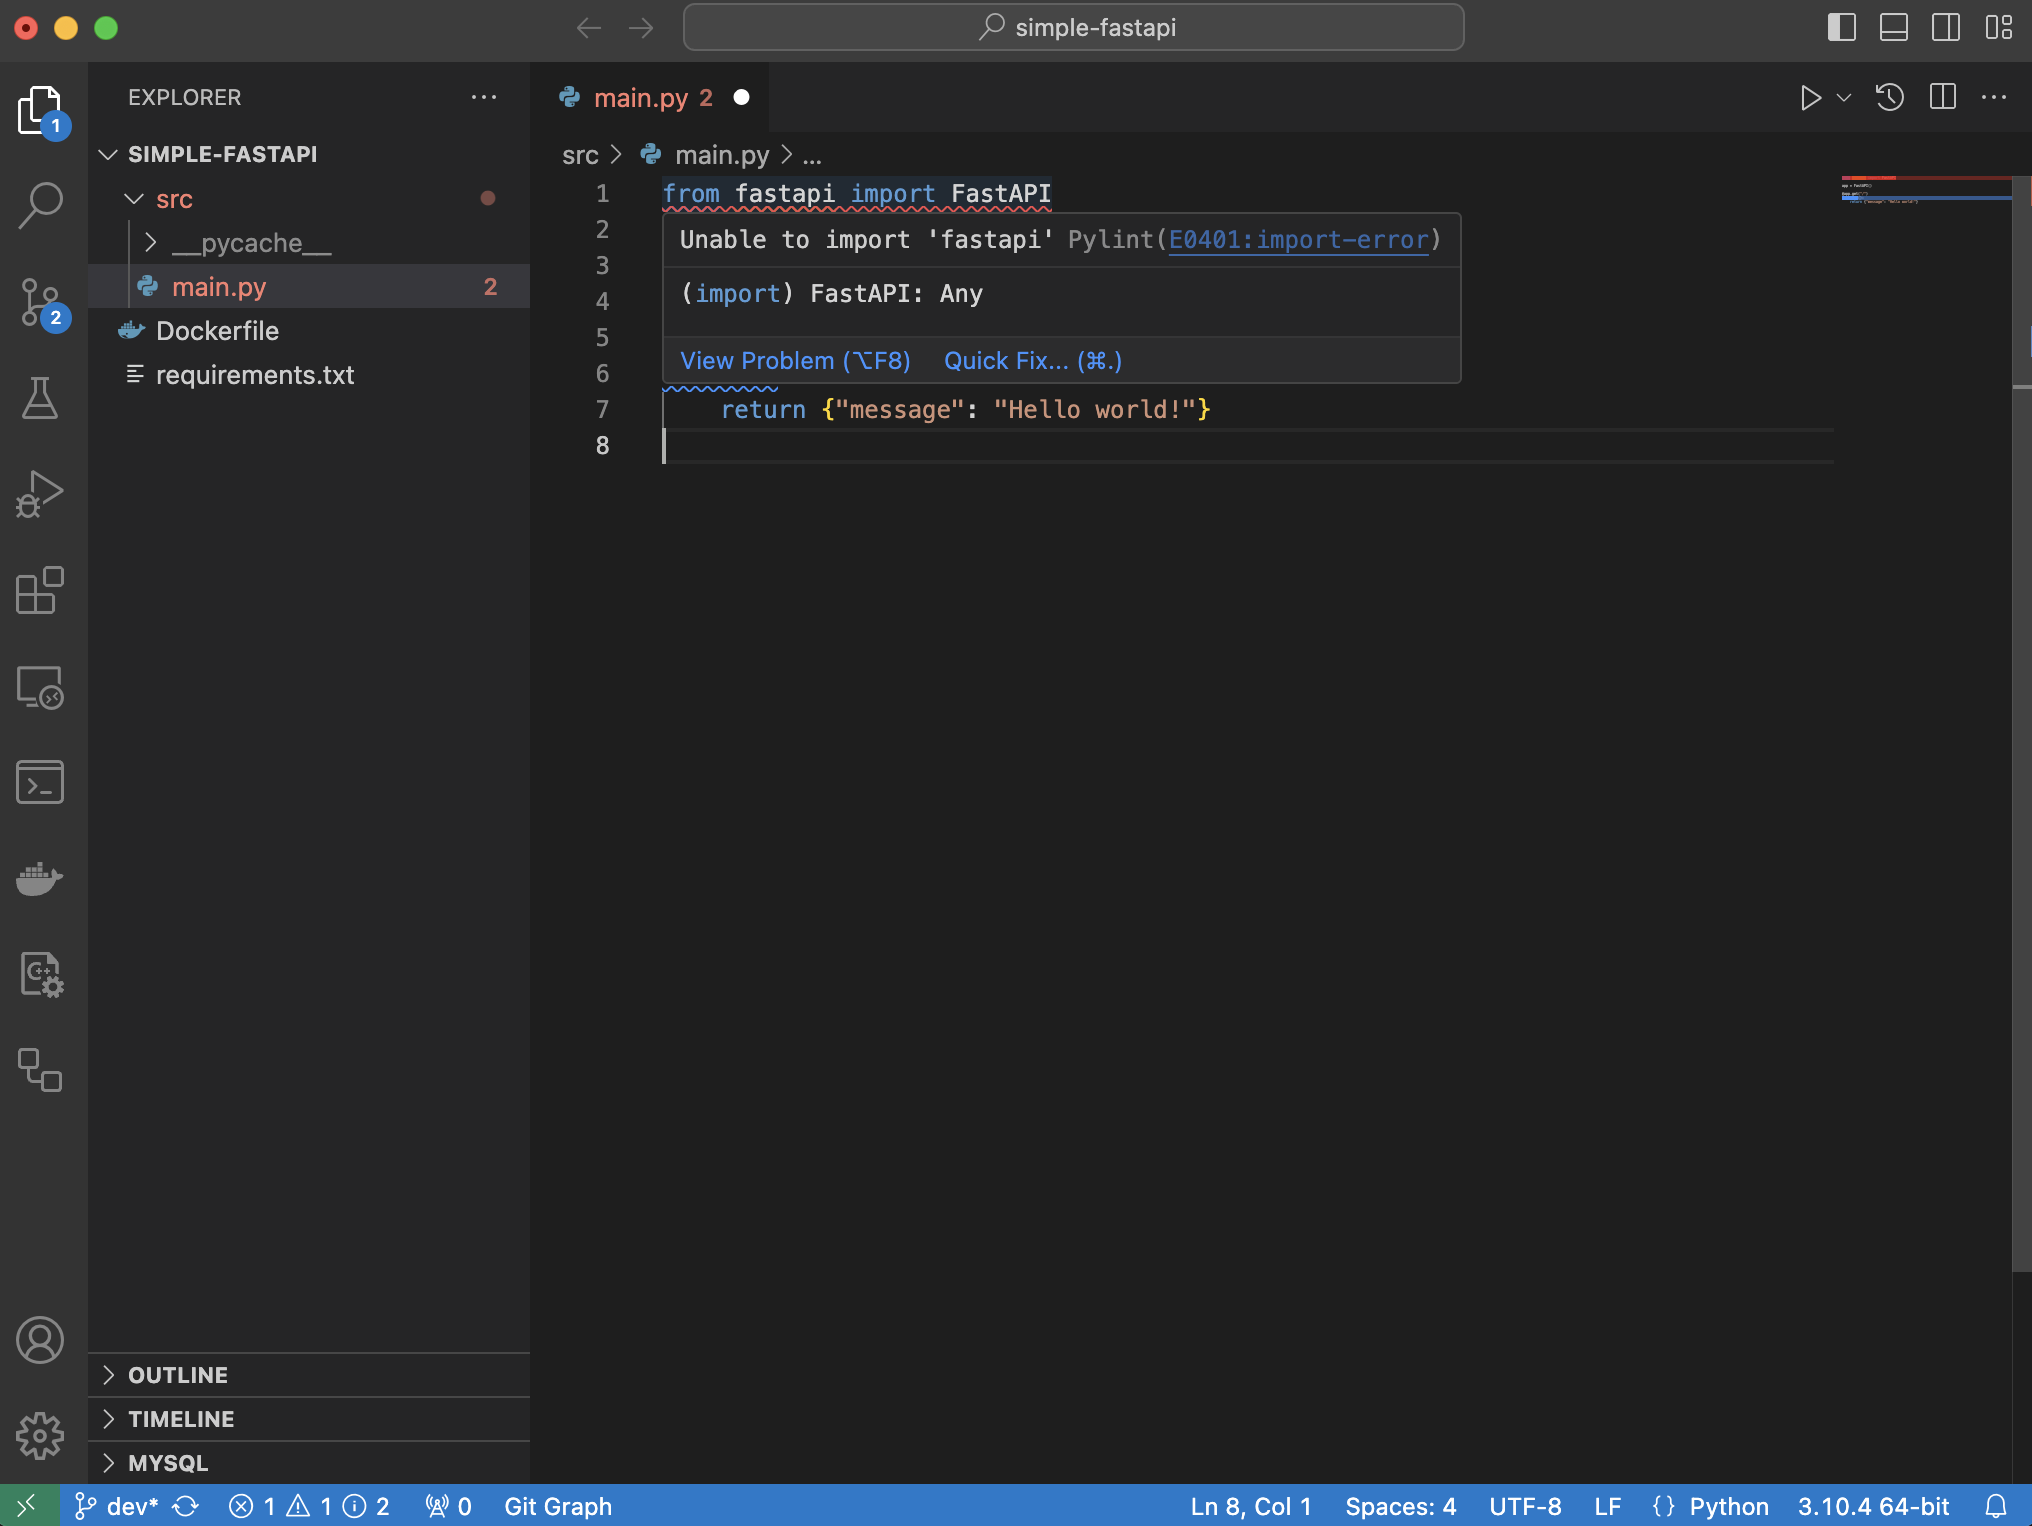 simple-fastapi
EXPLORER
main.py 2
1
SIMPLE-FASTAPI
src > main.py > ...
src
1 from fastapi import FastAPI
2
Unable to import 'fastapi' Pylint(E0401:import-error)
__pycache__
3
main.py 2
4 (import) FastAPI: Any
2
Dockerfile
5
requirements.txt
6 View Problem (⌥F8) Quick Fix... (⌘.)
7 return {"message": "Hello world!"}
8
OUTLINE
TIMELINE
MYSQL
dev* 1 1 2 0 Git Graph Ln 8, Col 1 Spaces: 4 UTF-8 LF {} Python 3.10.4 64-bit